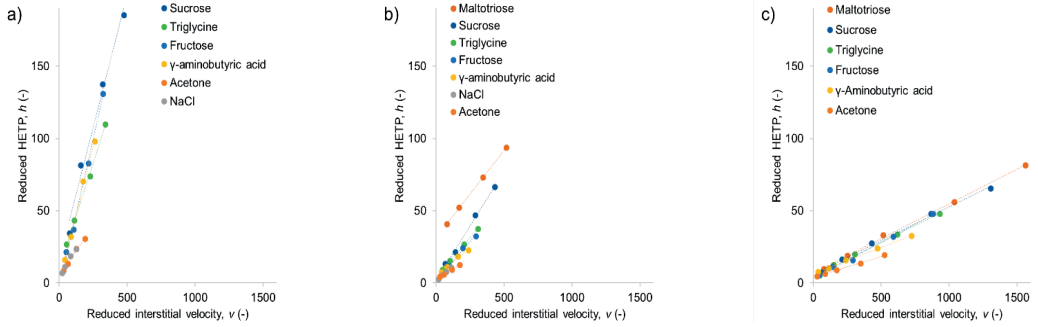 a)
Sucrose
Triglycine
Fructose
γ-aminobutyric acid
Acetone
NaCl
150
100
50
0
Reduced HETP, h (-)
0 500 1000 1500
Reduced interstitial velocity, v (-)
b)
Maltotriose
Sucrose
Triglycine
Fructose
γ-aminobutyric acid
NaCl
Acetone
150
100
50
0
Reduced HETP, h (-)
0 500 1000 1500
Reduced interstitial velocity, v (-)
c)
Maltotriose
Sucrose
Triglycine
Fructose
γ-Aminobutyric acid
Acetone
150
100
50
0
Reduced HETP, h (-)
0 500 1000 1500
Reduced interstitial velocity, v (-)